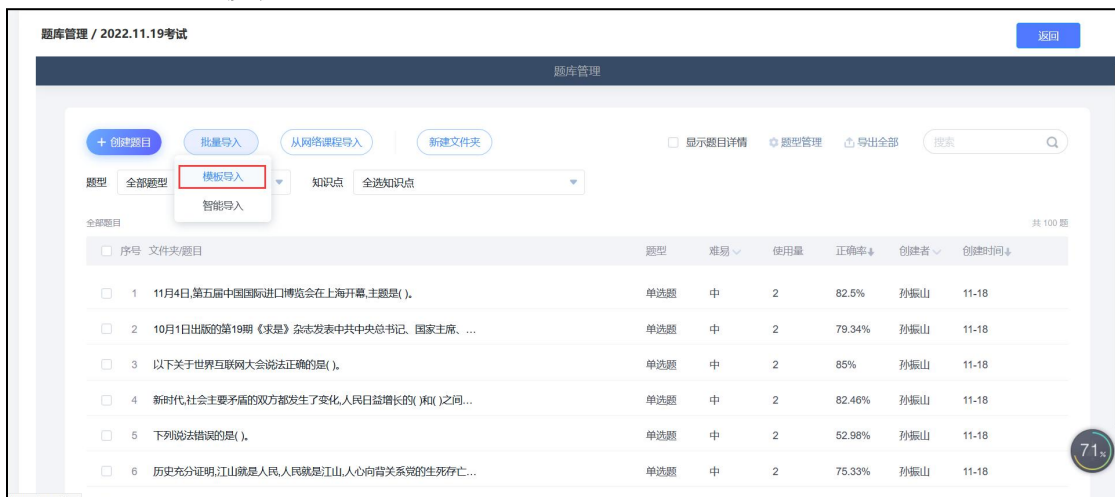 题库管理 / 2022.11.19考试 返回
题库管理
+ 创建题目 批量导入 从网络课程导入 新建文件夹 显示题目详情 题型管理 导出全部 搜索
模板导入
题型 全部题型 知识点 全选知识点
智能导入
全部题目 共 100 题
序号 文件夹/题目 题型 难易 使用量 正确率 创建者 创建时间
1 11月4日,第五届中国国际进口博览会在上海开幕,主题是( )。 单选题 中 2 82.5% 孙振山 11-18
2 10月1日出版的第19期《求是》杂志发表中共中央总书记、国家主席、... 单选题 中 2 79.34% 孙振山 11-18
3 以下关于世界互联网大会说法正确的是( )。 单选题 中 2 85% 孙振山 11-18
4 新时代,社会主要矛盾的双方都发生了变化,人民日益增长的( )和( )之间... 单选题 中 2 82.46% 孙振山 11-18
5 下列说法错误的是( )。 单选题 中 2 52.98% 孙振山 11-18
6 历史充分证明,江山就是人民,人民就是江山,人心向背关系党的生死存亡... 单选题 中 2 75.33% 孙振山 11-18
71%